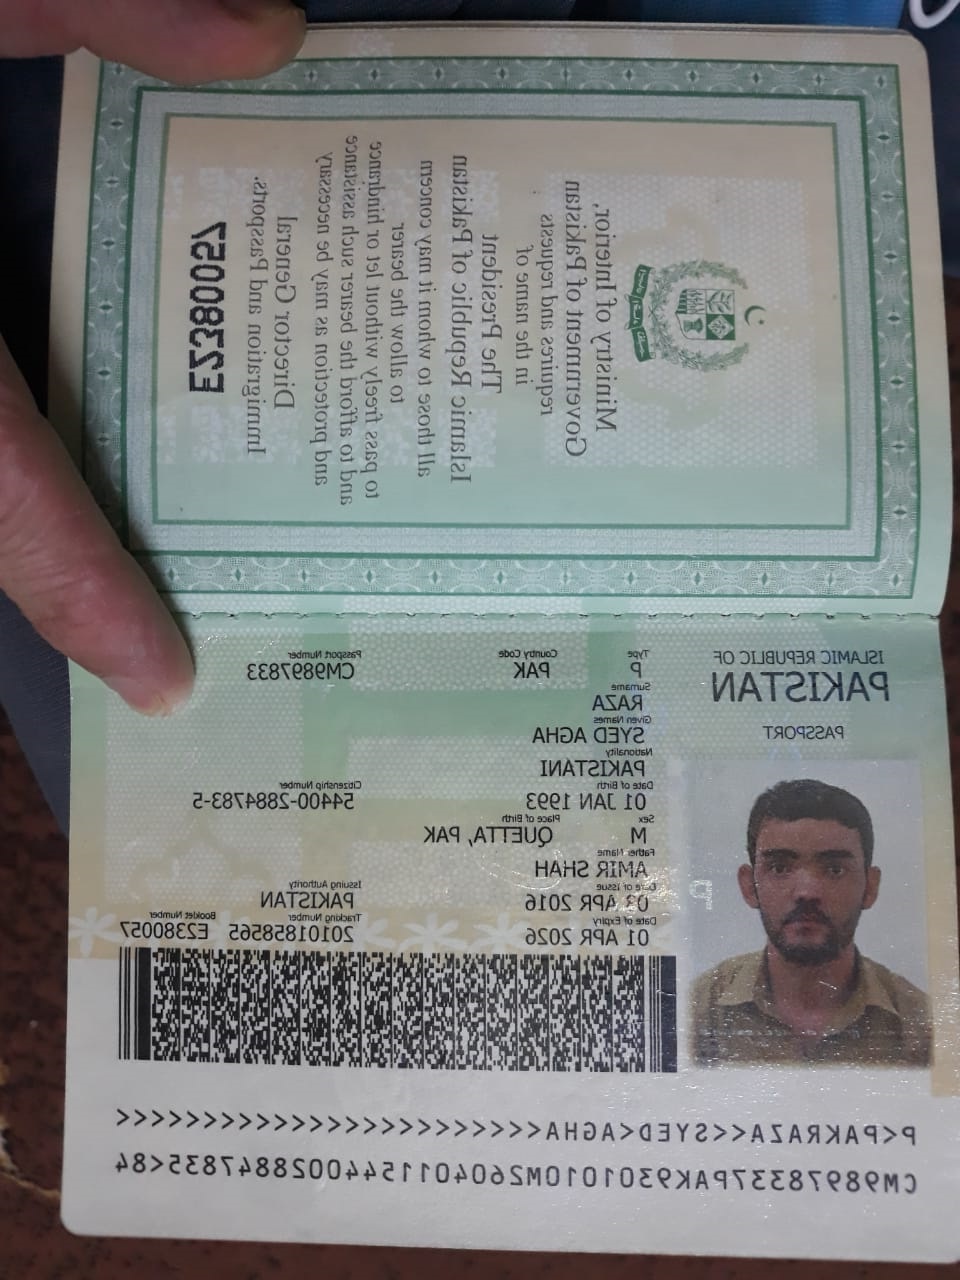 Ministry of Interior,
Government of Pakistan
requires and requests
in the name of
The President
Islamic Republic of Pakistan
all those to whom it may concern
to allow the bearer
to pass freely without let or hindrance
and to afford the bearer such assistance
and protection as may be necessary
Director General
Immigration and Passports.
E2380057
ISLAMIC REPUBLIC OF
PAKISTAN
PASSPORT
Type Country Code Passport Number
P PAK CM9897833
Surname
RAZA
Given Names
SYED AGHA
Nationality
PAKISTANI
Date of Birth Citizenship Number
01 JAN 1993 54400-2884783-5
Sex Place of Birth
M QUETTA, PAK
Father Name
AMIR SHAH
Date of Issue Issuing Authority
03 APR 2016 PAKISTAN
Date of Expiry Tracking Number Booklet Number
01 APR 2026 20101858565 E2380057
P<PAKRAZA<<SYED<AGHA<<<<<<<<<<<<<<<<<<<<<<<<
CM98978337PAK9301010M26040115440028847835<84